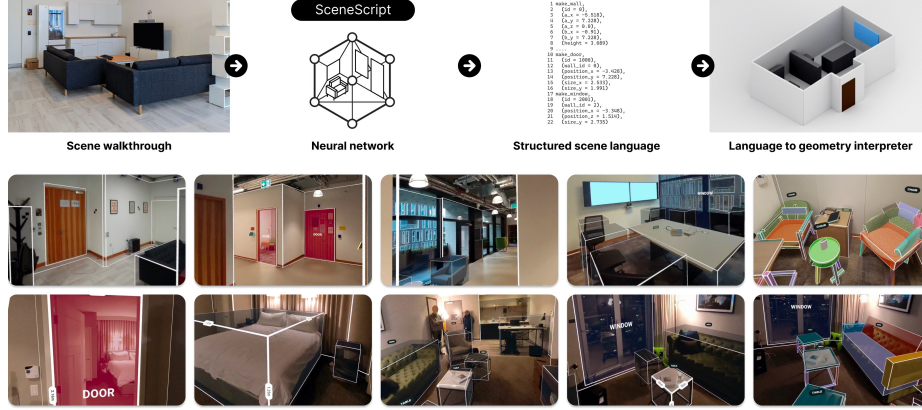 SceneScript
1 make_wall,
2 {id = 0},
3 {a_x = -5.518},
4 {a_y = 7.228},
5 {a_z = 0.0},
6 {b_x = -0.91},
7 {b_y = 7.228},
8 {height = 3.089}
9 ....
10 make_door,
11 {id = 1000},
12 {wall_id = 0},
13 {position_x = -3.428},
14 {position_y = 7.228},
15 {size_x = 2.533},
16 {size_y = 1.991}
17 make_window,
18 {id = 2001},
19 {wall_id = 2},
20 {position_x = -3.348},
21 {position_z = 1.514},
22 {size_y = 2.735}
Scene walkthrough
Neural network
Structured scene language
Language to geometry interpreter
DOOR
WINDOW
DOOR
WINDOW
WINDOW